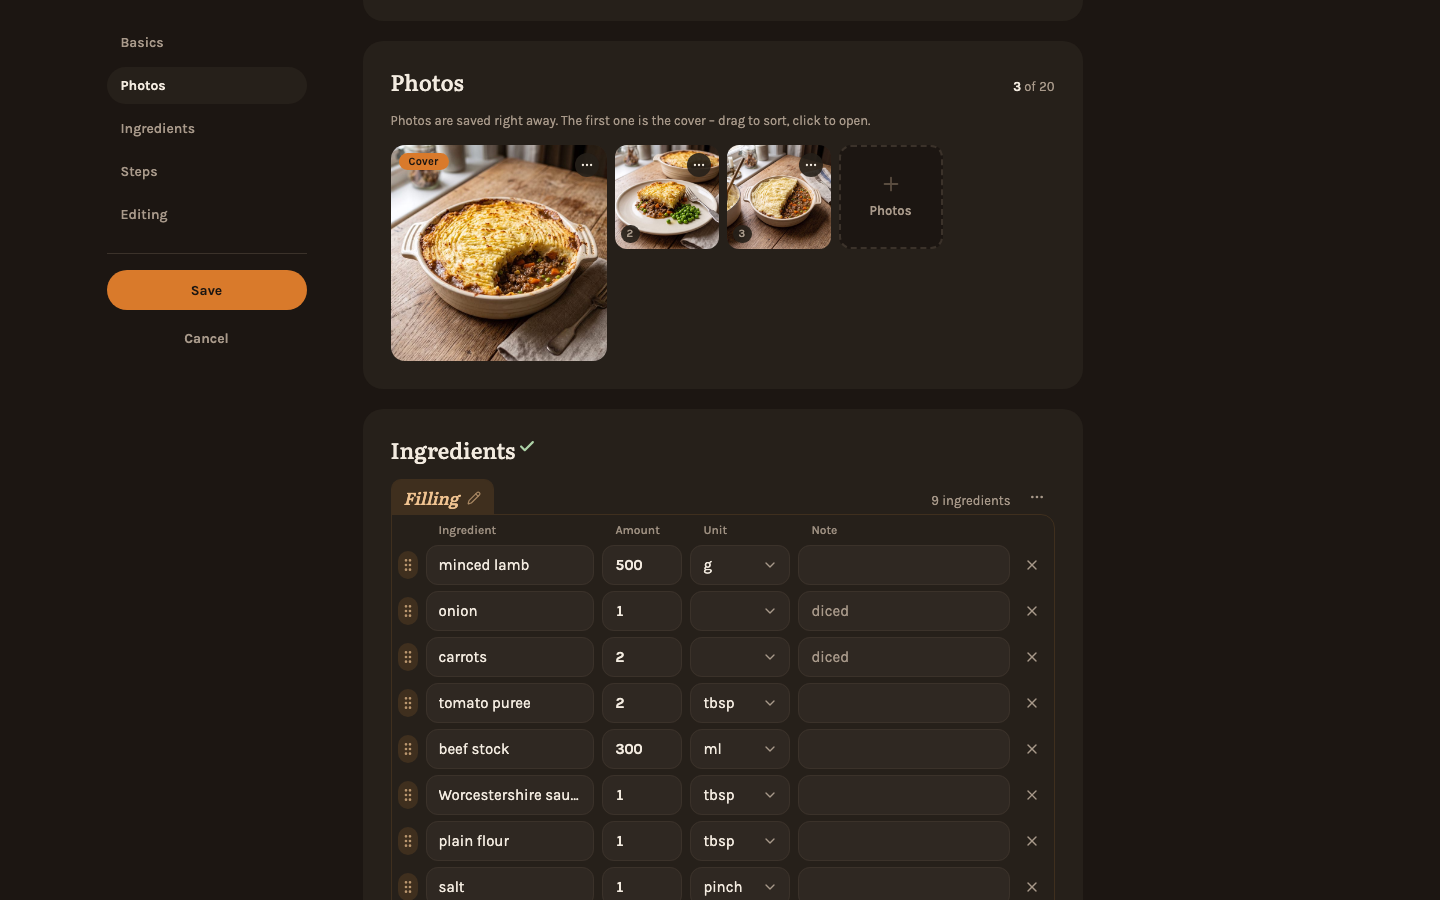 Basics
Photos
Ingredients
Steps
Editing
Save
Cancel
Photos
3 of 20
Photos are saved right away. The first one is the cover – drag to sort, click to open.
Cover
2
3
Photos
Ingredients
Filling
9 ingredients
Ingredient Amount Unit Note
minced lamb 500 g
onion 1 diced
carrots 2 diced
tomato puree 2 tbsp
beef stock 300 ml
Worcestershire sau... 1 tbsp
plain flour 1 tbsp
salt 1 pinch